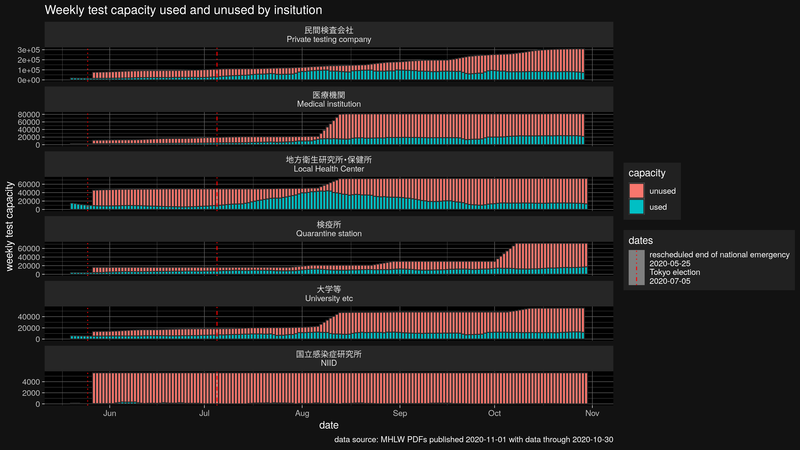 Weekly test capacity used and unused by insitution
民間検査会社
Private testing company
3e+05
2e+05
1e+05
0e+00
医療機関
Medical institution
80000
60000
40000
20000
0
地方衛生研究所・保健所
Local Health Center
60000
40000
20000
0
検疫所
Quarantine station
60000
40000
20000
0
大学等
University etc
40000
20000
0
国立感染症研究所
NIID
4000
2000
0
Jun
Jul
Aug
Sep
Oct
Nov
date
weekly test capacity
capacity
unused
used
dates
rescheduled end of national emergency
2020-05-25
Tokyo election
2020-07-05
data source: MHLW PDFs published 2020-11-01 with data through 2020-10-30